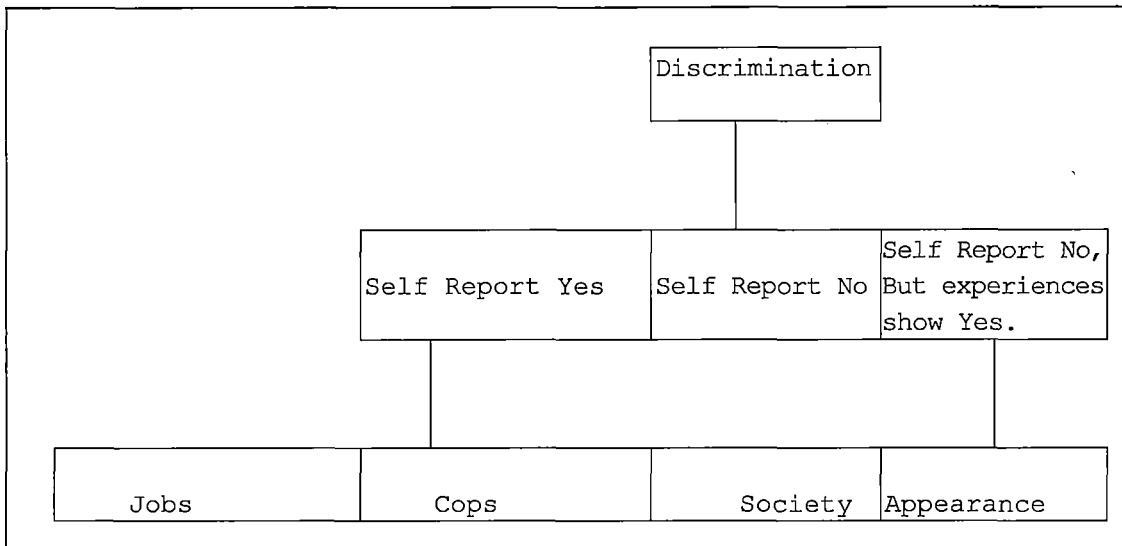 Discrimination
Self Report Yes
Self Report No
Self Report No,
But experiences
show Yes.
Jobs
Cops
Society
Appearance